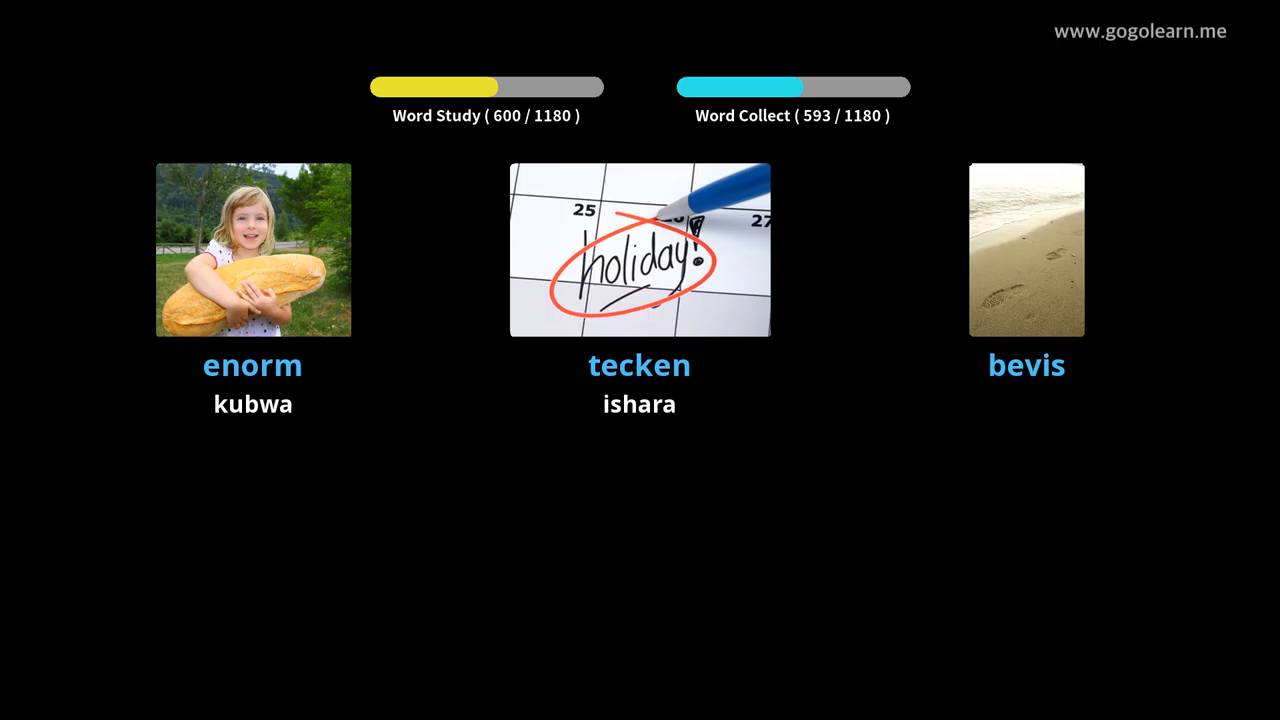 www.gogolearn.me
Word Study ( 600 / 1180 )
Word Collect ( 593 / 1180 )
25
27
holiday!
enorm
tecken
bevis
kubwa
ishara